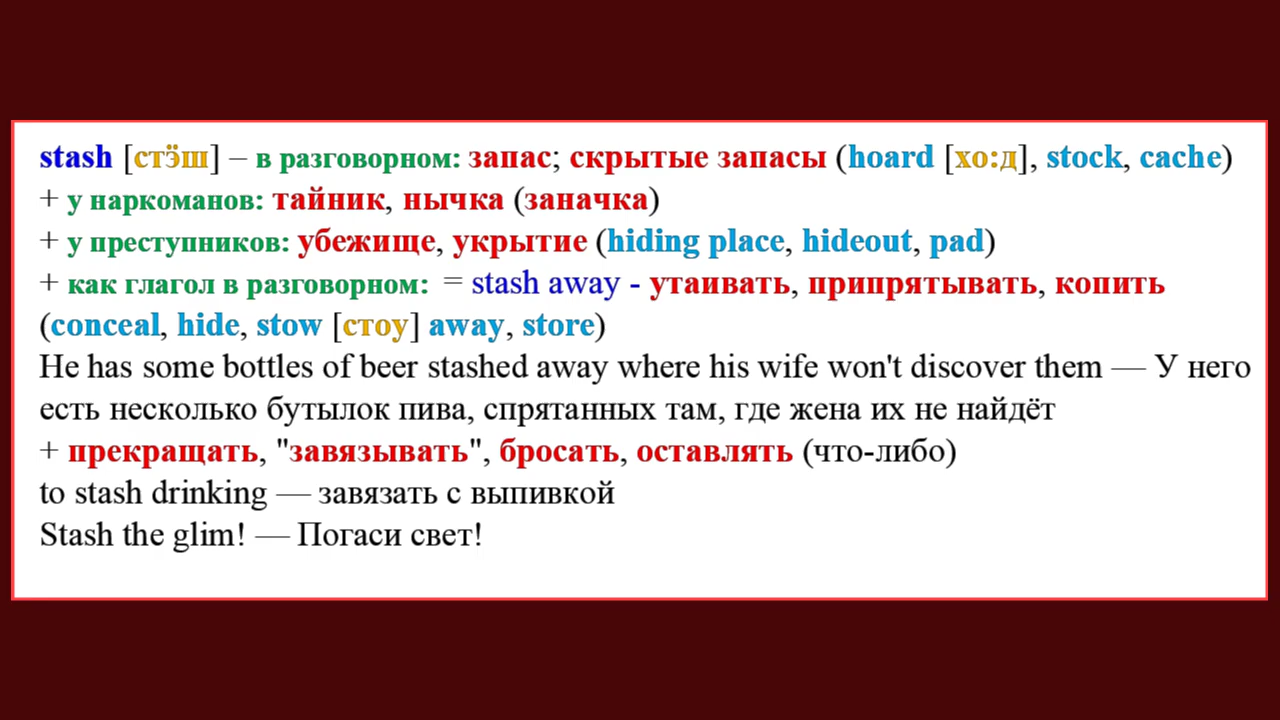 stash [стӭш] – в разговорном: запас; скрытые запасы (hoard [хо:д], stock, cache)
+ у наркоманов: тайник, нычка (заначка)
+ у преступников: убежище, укрытие (hiding place, hideout, pad)
+ как глагол в разговорном: = stash away - утаивать, припрятывать, копить
(conceal, hide, stow [стоу] away, store)
He has some bottles of beer stashed away where his wife won't discover them — У него
есть несколько бутылок пива, спрятанных там, где жена их не найдёт
+ прекращать, "завязывать", бросать, оставлять (что-либо)
to stash drinking — завязать с выпивкой
Stash the glim! — Погаси свет!